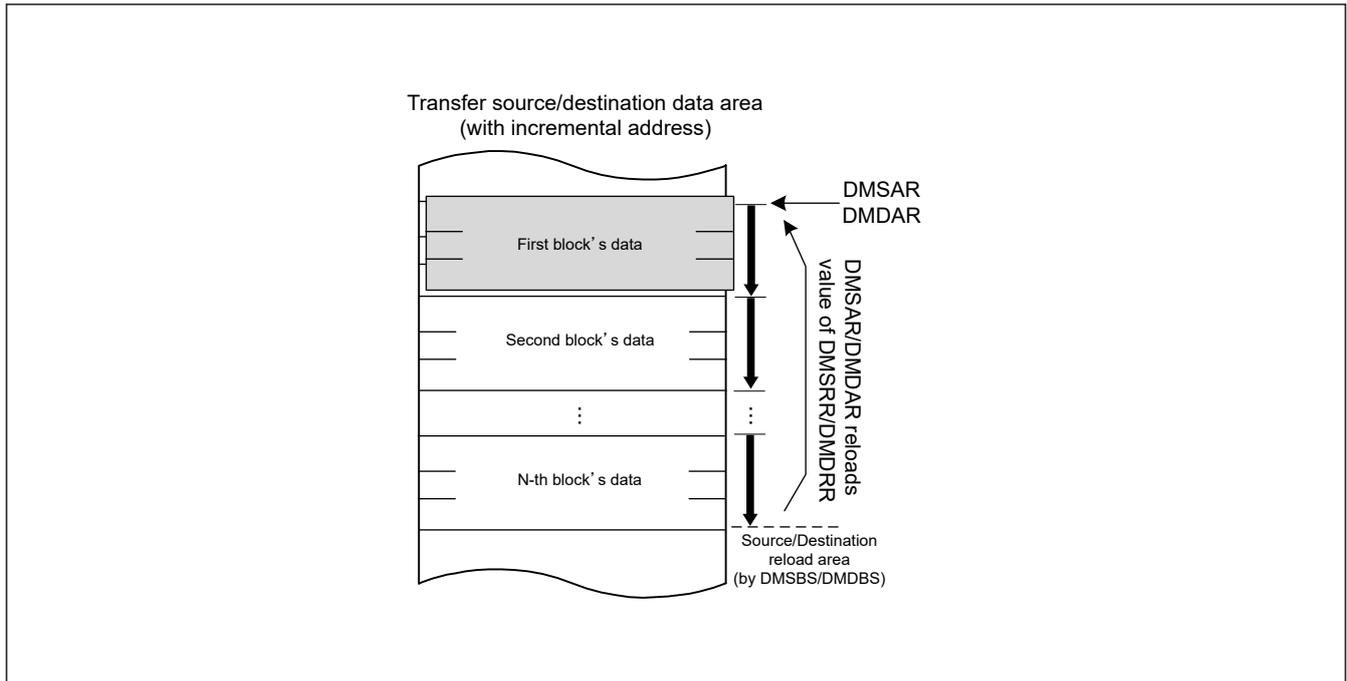 Transfer source/destination data area
(with incremental address)
DMSAR
DMDAR
First block’s data
Second block’s data
⋮ ⋮
N-th block’s data
DMSAR/DMDAR reloads
value of DMSRR/DMDRR
Source/Destination
reload area
(by DMSBS/DMDBS)